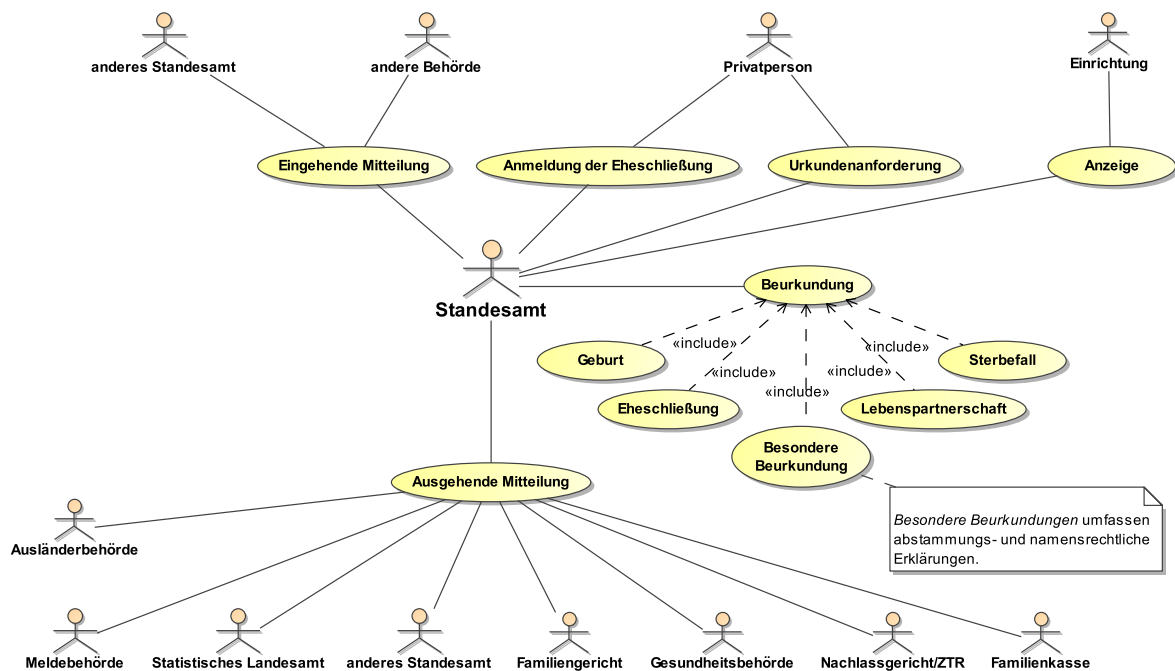 anderes Standesamt
andere Behörde
Privatperson
Einrichtung
Eingehende Mitteilung
Anmeldung der Eheschließung
Urkundenanforderung
Anzeige
Standesamt
Beurkundung
«include»
«include»
Geburt
Sterbefall
«include»
«include»
«include»
Eheschließung
Lebenspartnerschaft
Besondere
Beurkundung
Ausgehende Mitteilung
Besondere Beurkundungen umfassen
abstammungs- und namensrechtliche
Erklärungen.
Ausländerbehörde
Meldebehörde
Statistisches Landesamt
anderes Standesamt
Familiengericht
Gesundheitsbehörde
Nachlassgericht/ZTR
Familienkasse